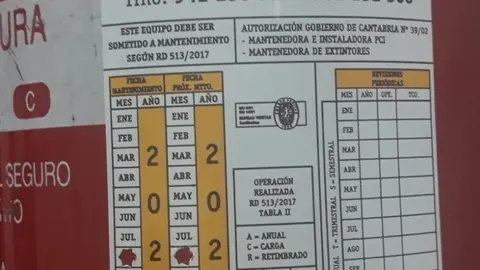 URA
C
SEGURO
ESTE EQUIPO DEBE SER
SOMETIDO A MANTENIMIENTO
SEGÚN RD 513/2017
AUTORIZACIÓN GOBIERNO DE CANTABRIA Nº 39/02
- MANTENEDORA E INSTALADORA PCI
- MANTENEDORA DE EXTINTORES
FECHA
MANTENIMIENTO
FECHA
PRÓX. MTTO.
MES AÑO MES AÑO
ENE ENE
FEB FEB
MAR 2 MAR 2
ABR ABR
MAY 0 MAY 0
JUN JUN
JUL 2 JUL 2
BUREAU VERITAS
Certification
OPERACIÓN
REALIZADA
RD 513/2017
TABLA II
A = ANUAL
C = CARGA
R = RETIMBRADO
REVISIONES
PERIÓDICAS
MES AÑO OPE. TCO.
ENE
FEB
MAR
ABR
MAY
JUN
JUL
AGO
SEP
T = TRIMESTRAL S = SEMESTRAL